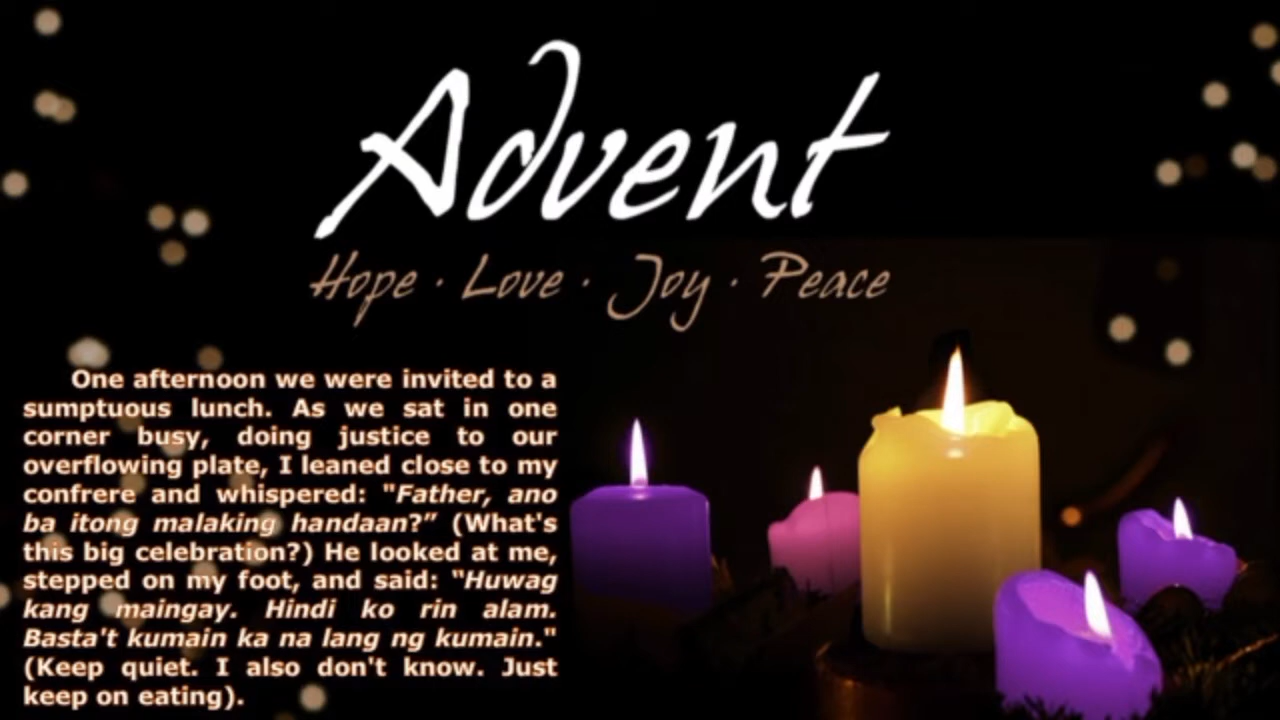 Advent
Hope · Love · Joy · Peace
One afternoon we were invited to a
sumptuous lunch. As we sat in one
corner busy, doing justice to our
overflowing plate, I leaned close to my
confrere and whispered: "Father, ano
ba itong malaking handaan?” (What's
this big celebration?) He looked at me,
stepped on my foot, and said: “Huwag
kang maingay. Hindi ko rin alam.
Basta't kumain ka na lang ng kumain."
(Keep quiet. I also don't know. Just
keep on eating).